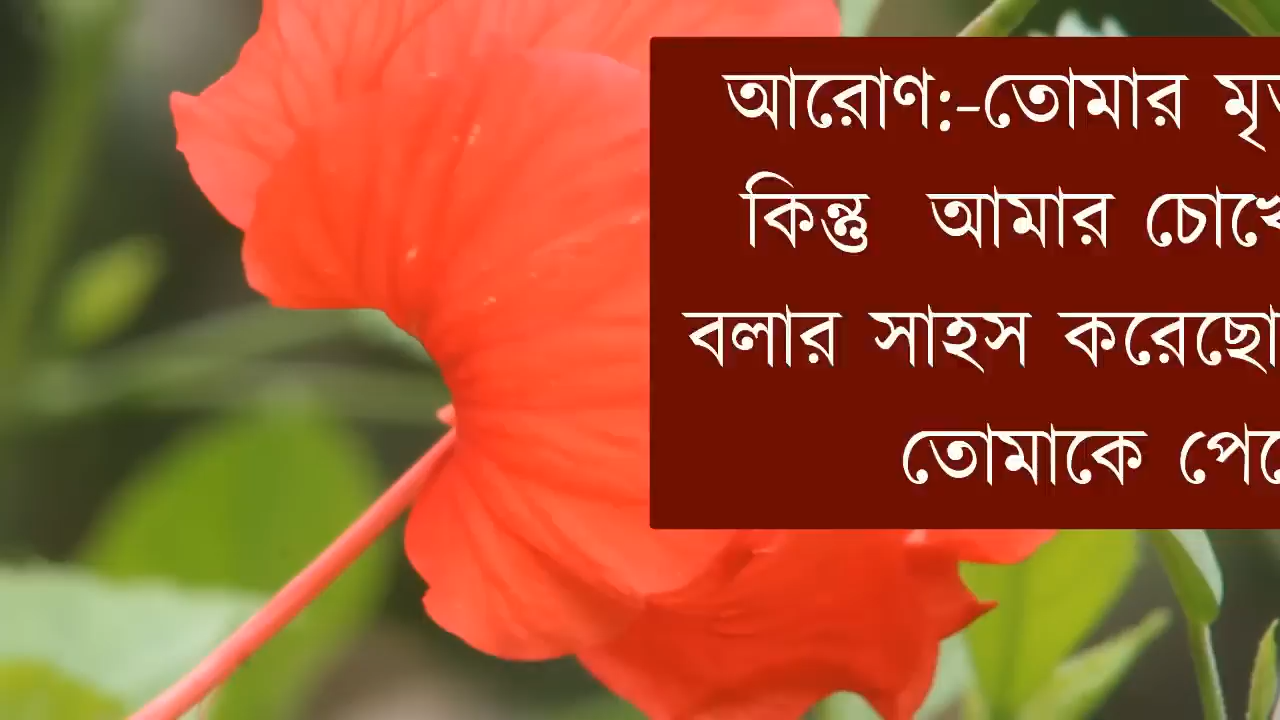 আরোণ:-তোমার
কিন্তু আমার
বলার সাহস করেছো
তোমাকে